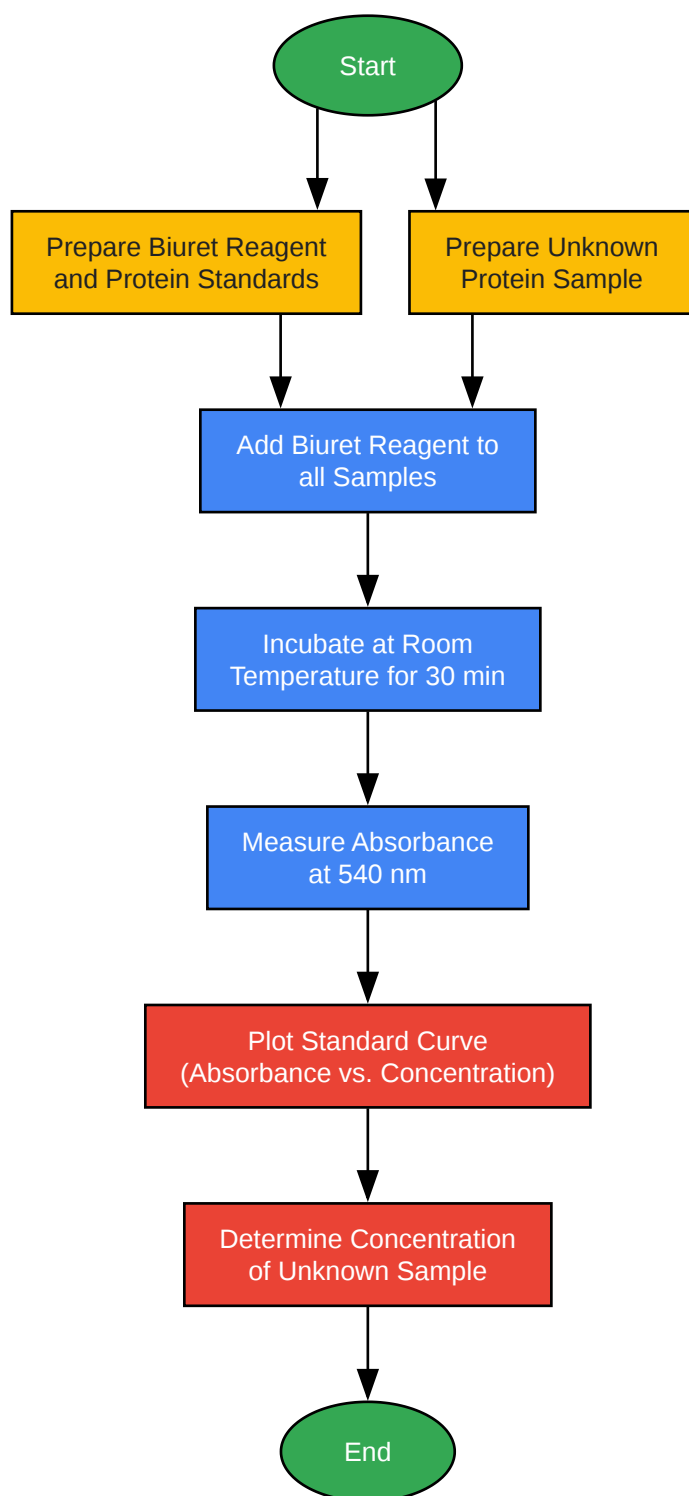 Start
Prepare Biuret Reagent
and Protein Standards
Prepare Unknown
Protein Sample
Add Biuret Reagent to
all Samples
Incubate at Room
Temperature for 30 min
Measure Absorbance
at 540 nm
Plot Standard Curve
(Absorbance vs. Concentration)
Determine Concentration
of Unknown Sample
End